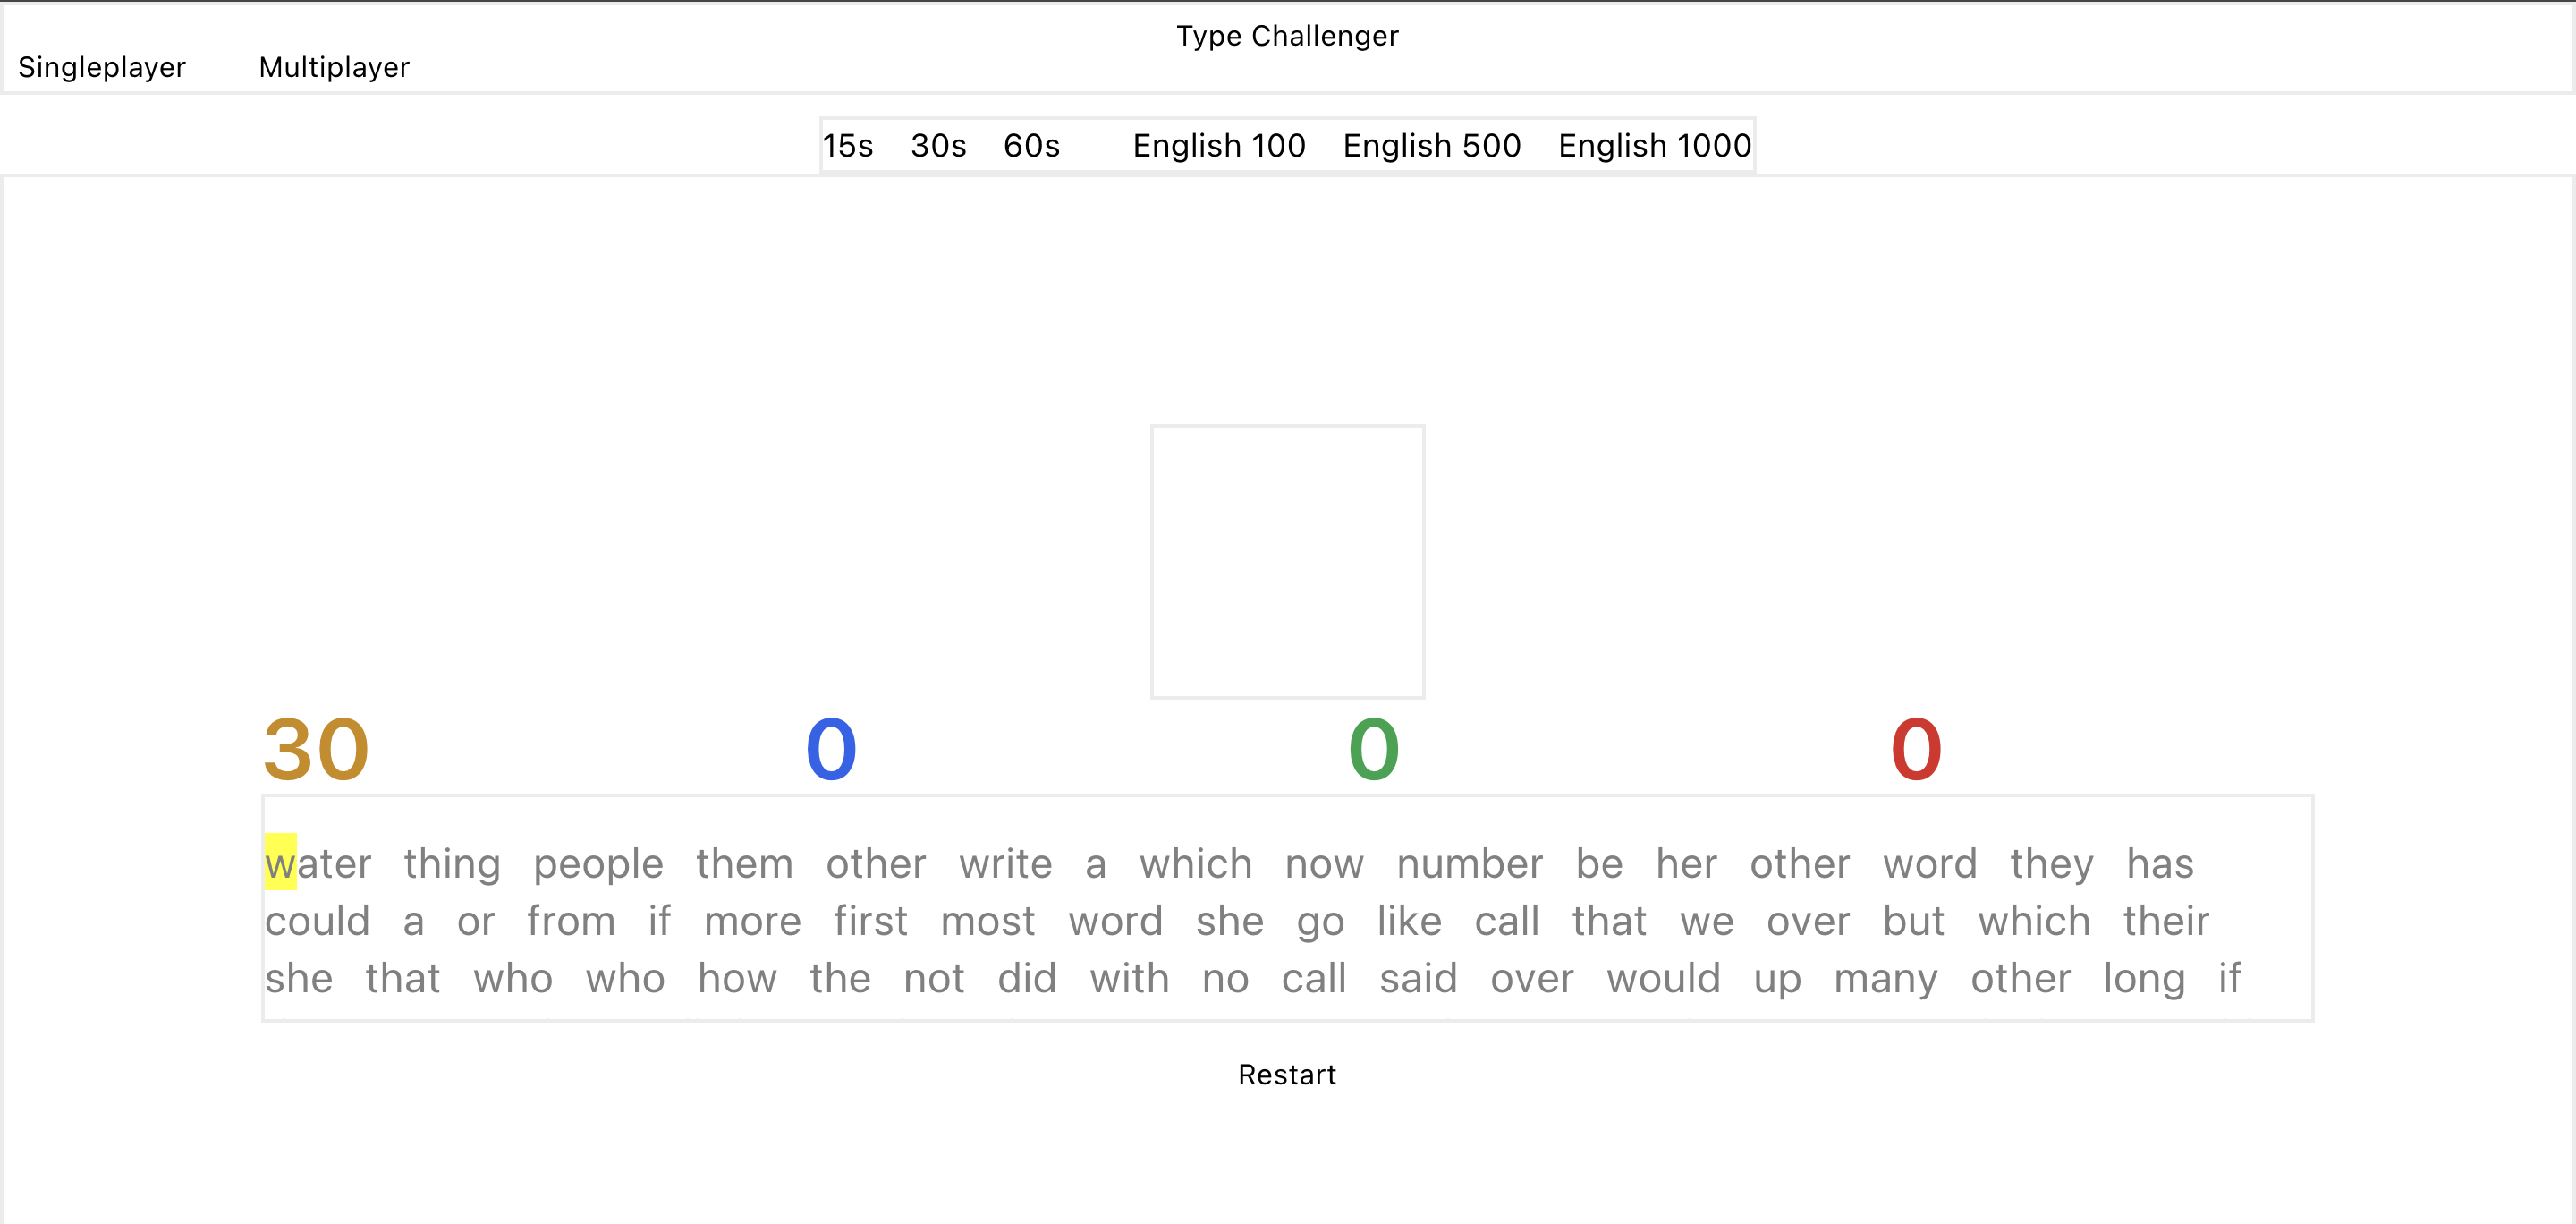 Type Challenger
Singleplayer Multiplayer
15s 30s 60s English 100 English 500 English 1000
30 0 0 0
water thing people them other write a which now number be her other word they has
could a or from if more first most word she go like call that we over but which their
she that who who how the not did with no call said over would up many other long if
Restart